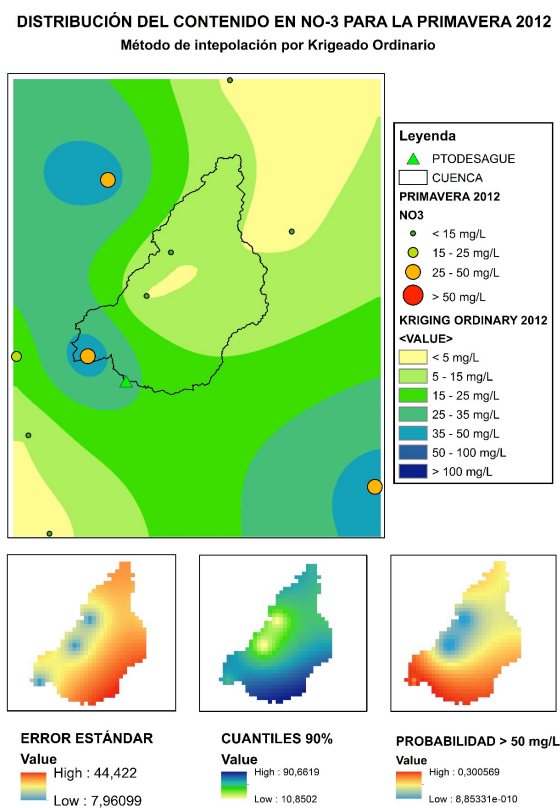 DISTRIBUCIÓN DEL CONTENIDO EN NO-3 PARA LA PRIMAVERA 2012
Método de intepolación por Krigeado Ordinario
Leyenda
PTODESAGUE
CUENCA
PRIMAVERA 2012
NO3
< 15 mg/L
15 - 25 mg/L
25 - 50 mg/L
> 50 mg/L
KRIGING ORDINARY 2012
<VALUE>
< 5 mg/L
5 - 15 mg/L
15 - 25 mg/L
25 - 35 mg/L
35 - 50 mg/L
50 - 100 mg/L
> 100 mg/L
ERROR ESTÁNDAR
Value
High : 44,422
Low : 7,96099
CUANTILES 90%
Value
High : 90,6619
Low : 10,8502
PROBABILIDAD > 50 mg/L
Value
High : 0,300569
Low : 8,85331e-010